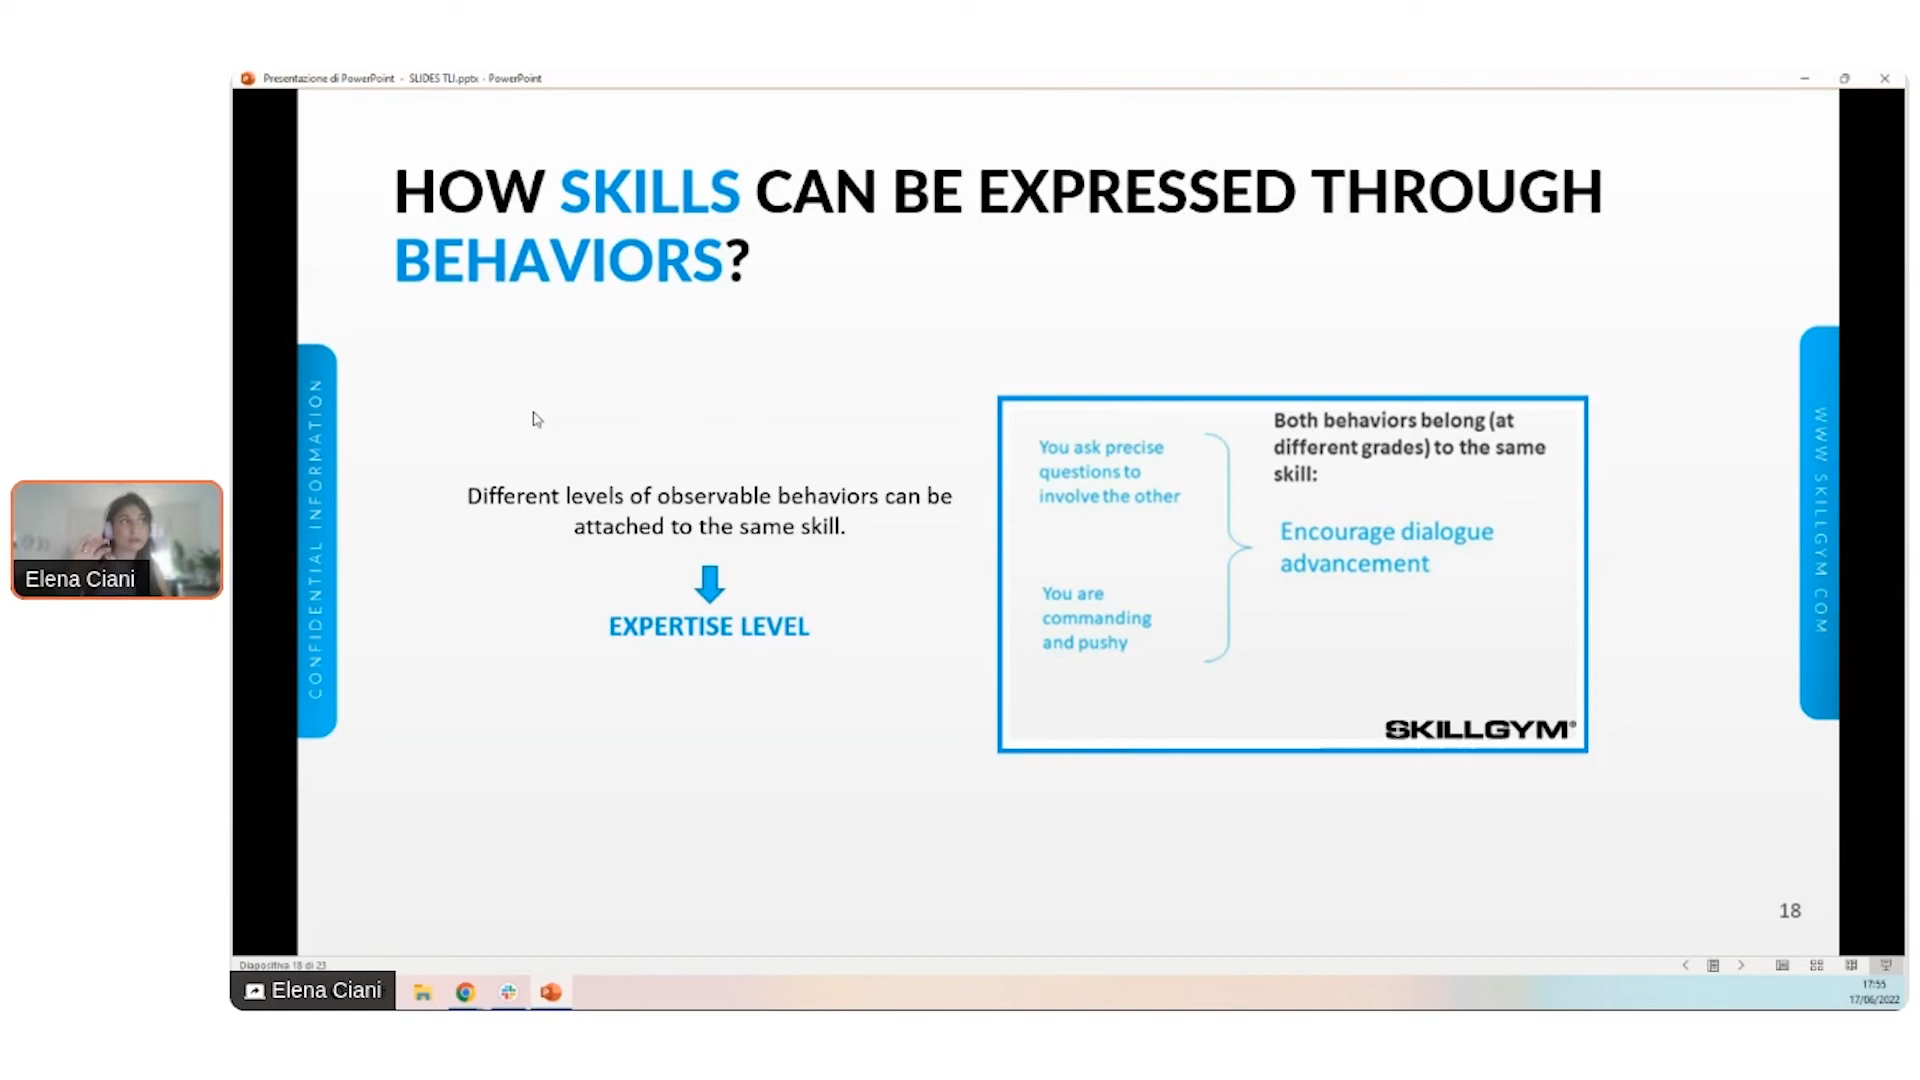 Presentazione di PowerPoint - SLIDES TLI.pptx - PowerPoint
HOW SKILLS CAN BE EXPRESSED THROUGH
BEHAVIORS?
CONFIDENTIAL INFORMATION
Different levels of observable behaviors can be
attached to the same skill.
EXPERTISE LEVEL
You ask precise
questions to
involve the other
You are
commanding
and pushy
Both behaviors belong (at
different grades) to the same
skill:
Encourage dialogue
advancement
SKILLGYM®
WWW.SKILLGYM.COM
18
Elena Ciani
Diapositiva 18 di 23
Elena Ciani
17:55
17/06/2022